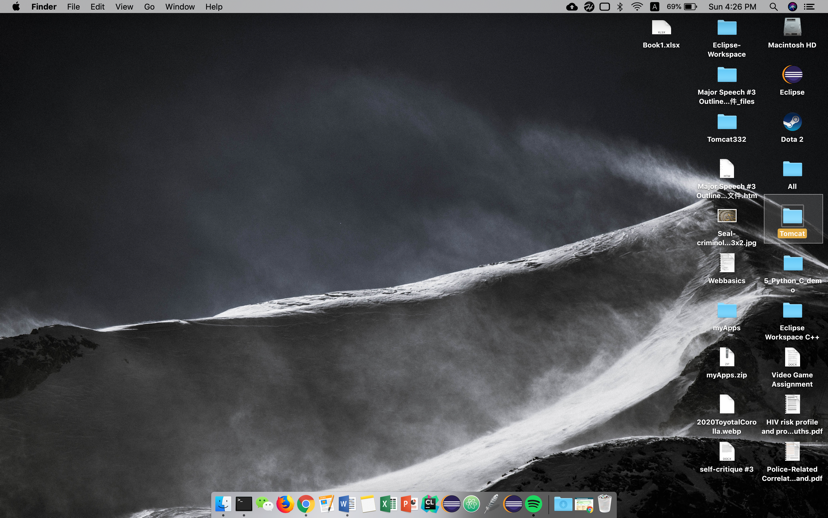 Finder File Edit View Go Window Help
A 69% Sun 4:26 PM
Book1.xlsx
Eclipse-
Workspace
Macintosh HD
Major Speech #3
Outline...件_files
Eclipse
Tomcat332
Dota 2
Major Speech #3
Outline...文件.htm
All
Seal-
criminol...3x2.jpg
Tomcat
Webbasics
5_Python_C_dem
o
myApps
Eclipse
Workspace C++
myApps.zip
Video Game
Assignment
2020ToyotalCoro
lla.webp
HIV risk profile
and pro...uths.pdf
self-critique #3
Police-Related
Correlat...and.pdf